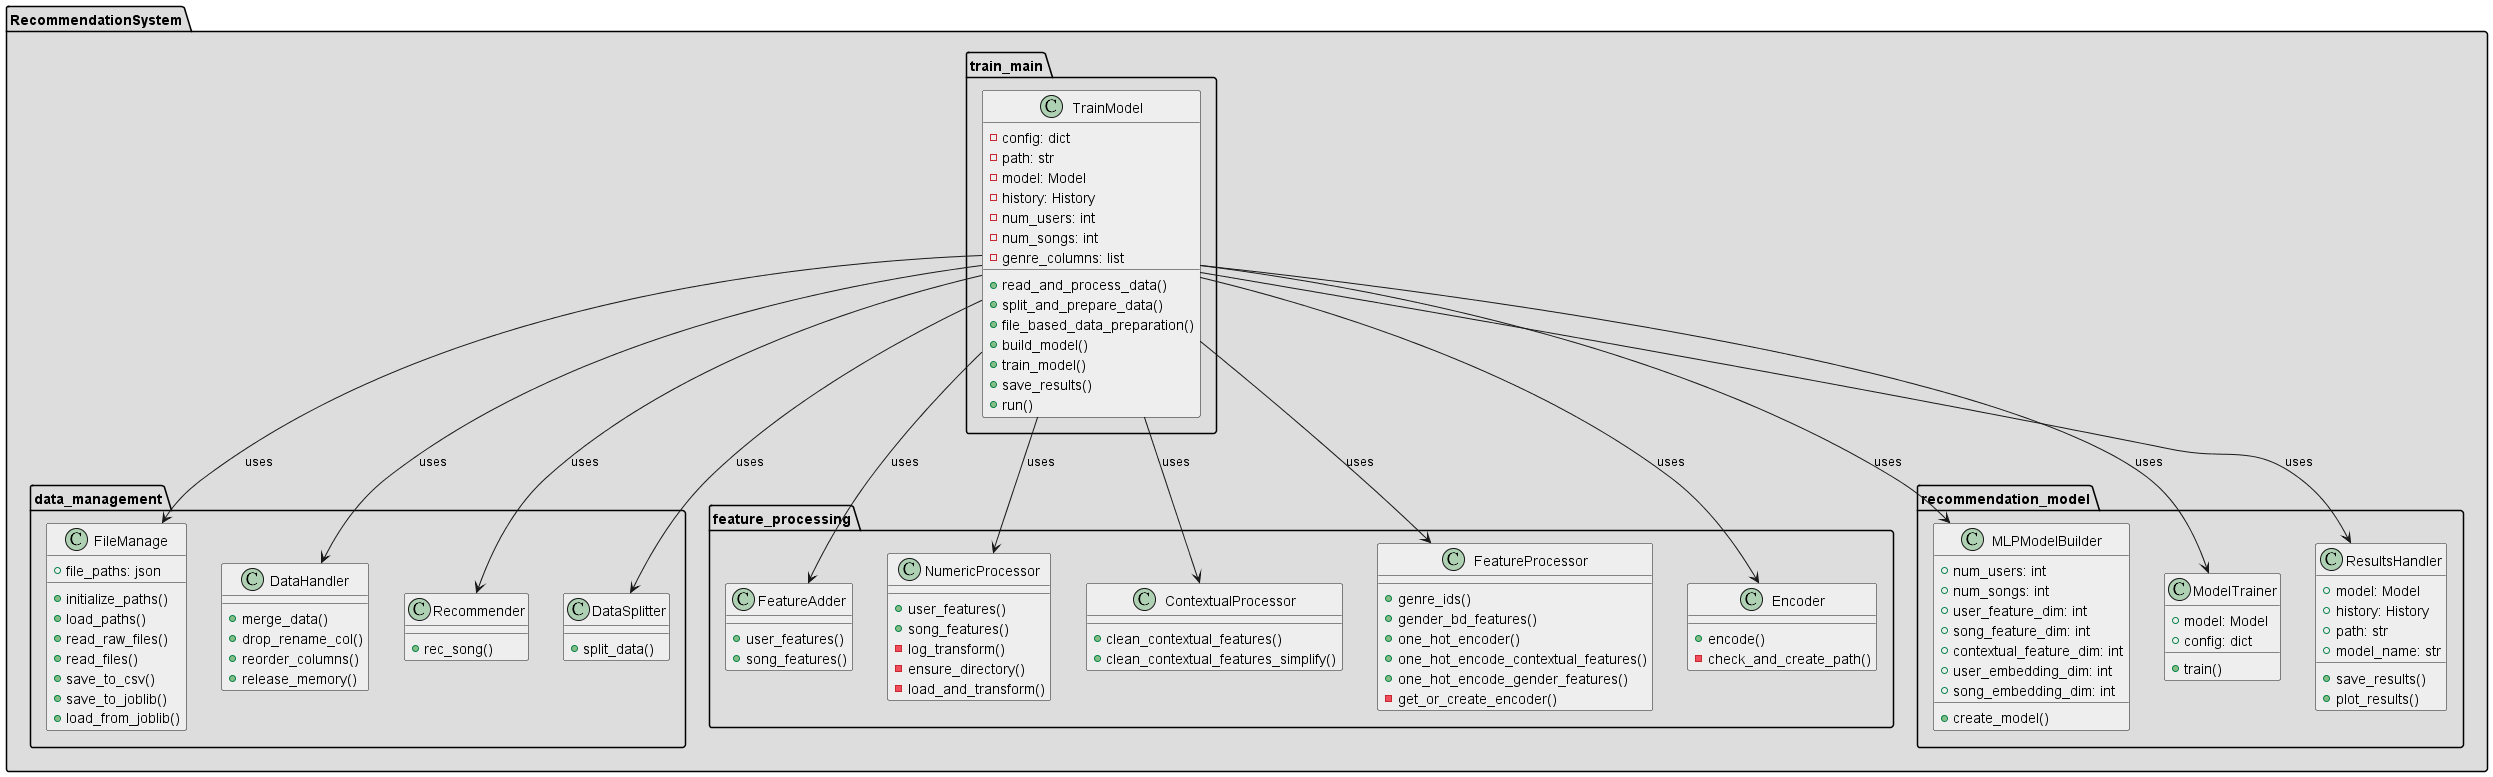 RecommendationSystem
train_main
C TrainModel
config: dict
path: str
model: Model
history: History
num_users: int
num_songs: int
genre_columns: list
read_and_process_data()
split_and_prepare_data()
file_based_data_preparation()
build_model()
train_model()
save_results()
run()
uses
uses
uses
uses
uses
uses
uses
uses
uses
uses
uses
uses
data_management
C FileManage
file_paths: json
initialize_paths()
load_paths()
read_raw_files()
read_files()
save_to_csv()
save_to_joblib()
load_from_joblib()
C DataHandler
merge_data()
drop_rename_col()
reorder_columns()
release_memory()
C Recommender
rec_song()
C DataSplitter
split_data()
feature_processing
C FeatureAdder
user_features()
song_features()
C NumericProcessor
user_features()
song_features()
log_transform()
ensure_directory()
load_and_transform()
C ContextualProcessor
clean_contextual_features()
clean_contextual_features_simplify()
C FeatureProcessor
genre_ids()
gender_bd_features()
one_hot_encoder()
one_hot_encode_contextual_features()
one_hot_encode_gender_features()
get_or_create_encoder()
C Encoder
encode()
check_and_create_path()
recommendation_model
C MLPModelBuilder
num_users: int
num_songs: int
user_feature_dim: int
song_feature_dim: int
contextual_feature_dim: int
user_embedding_dim: int
song_embedding_dim: int
create_model()
C ModelTrainer
model: Model
config: dict
train()
C ResultsHandler
model: Model
history: History
path: str
model_name: str
save_results()
plot_results()